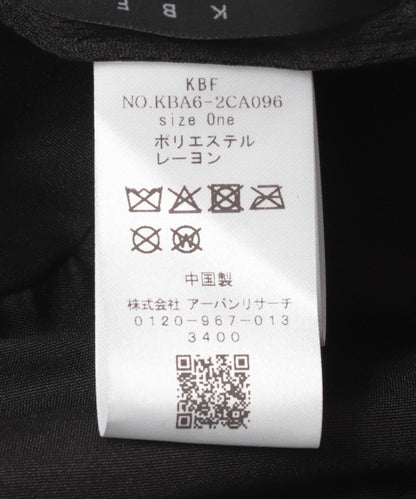 KBF
KBF
NO.KBA6-2CA096
size One
ポリエステル
レーヨン
中国製
株式会社 アーバンリサーチ
0120-967-013
3400